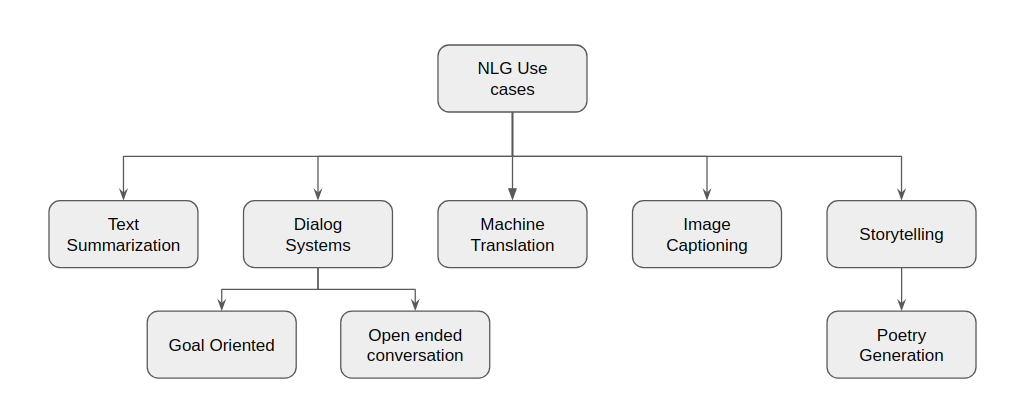 NLG Use
cases
Text
Summarization
Dialog
Systems
Machine
Translation
Image
Captioning
Storytelling
Goal Oriented
Open ended
conversation
Poetry
Generation